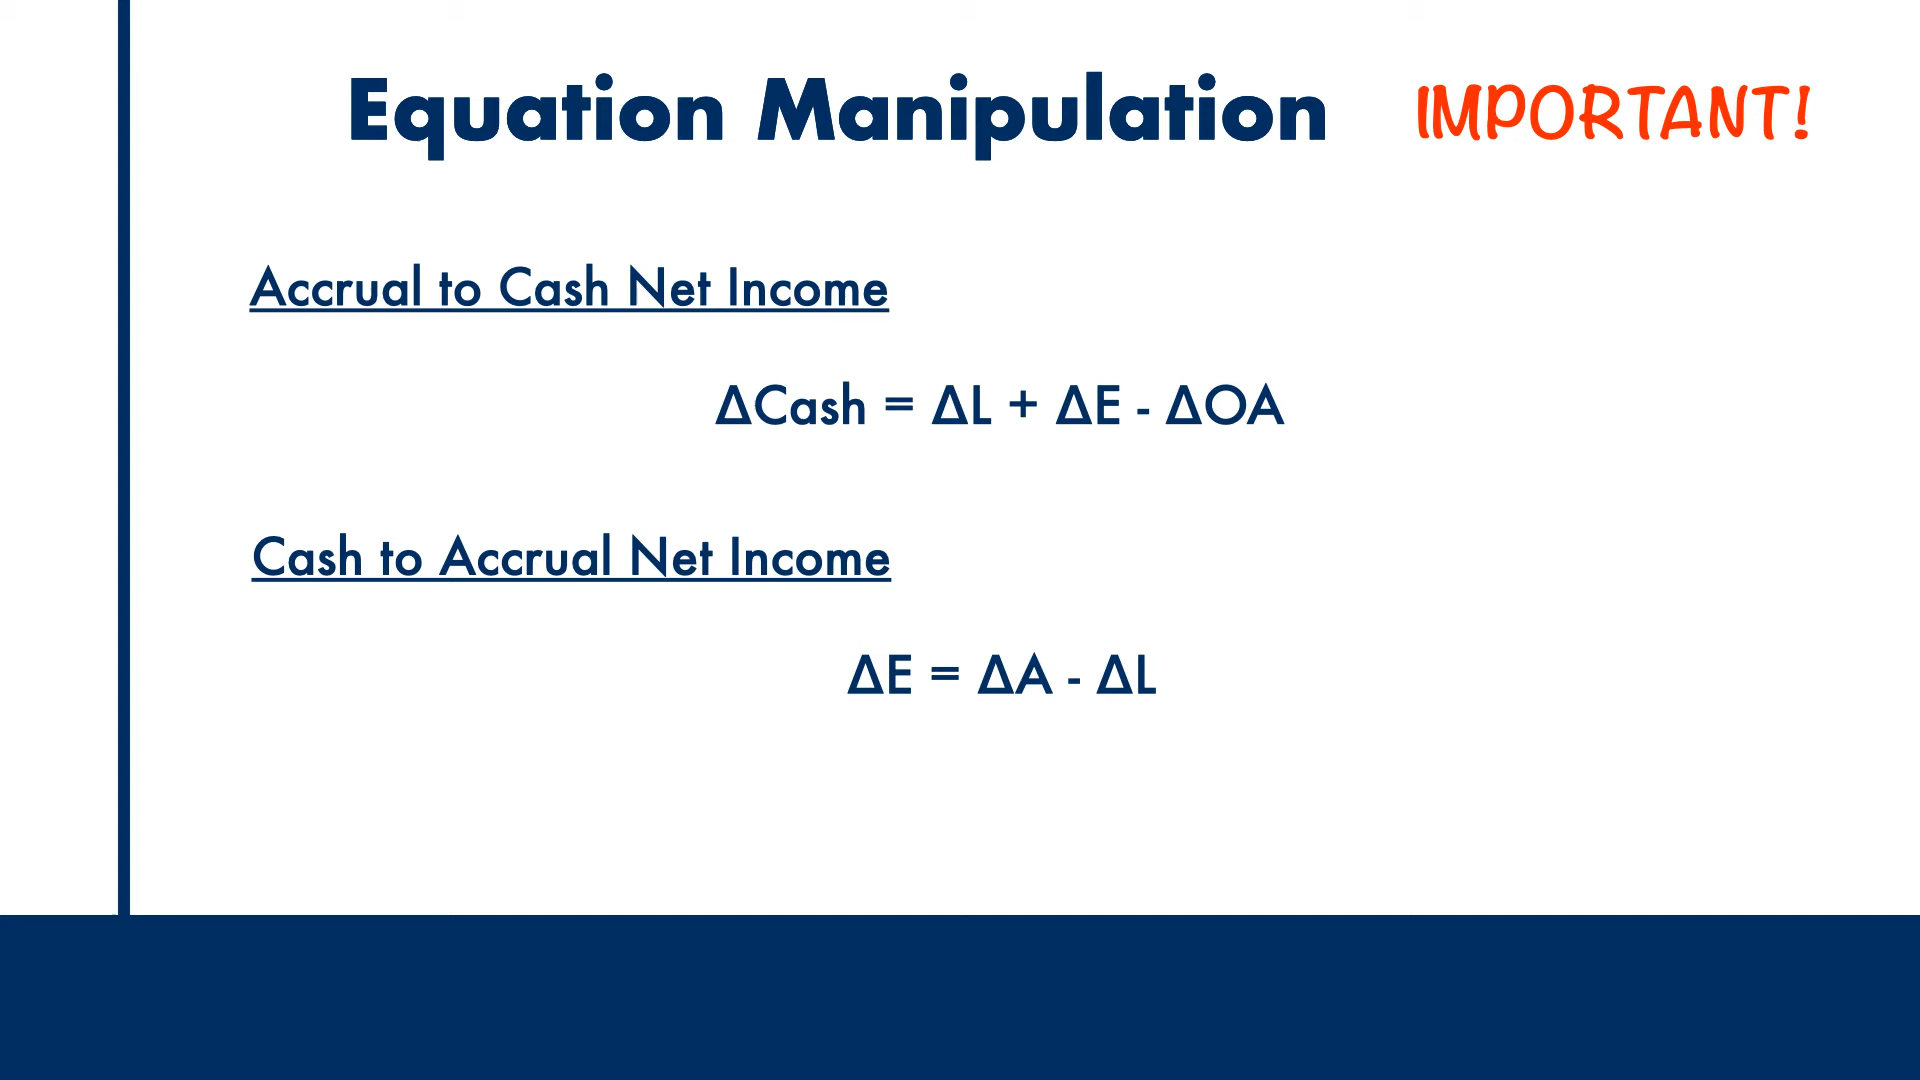 Equation Manipulation IMPORTANT!
Accrual to Cash Net Income
ΔCash = ΔL + ΔE - ΔOA
Cash to Accrual Net Income
ΔE = ΔA - ΔL